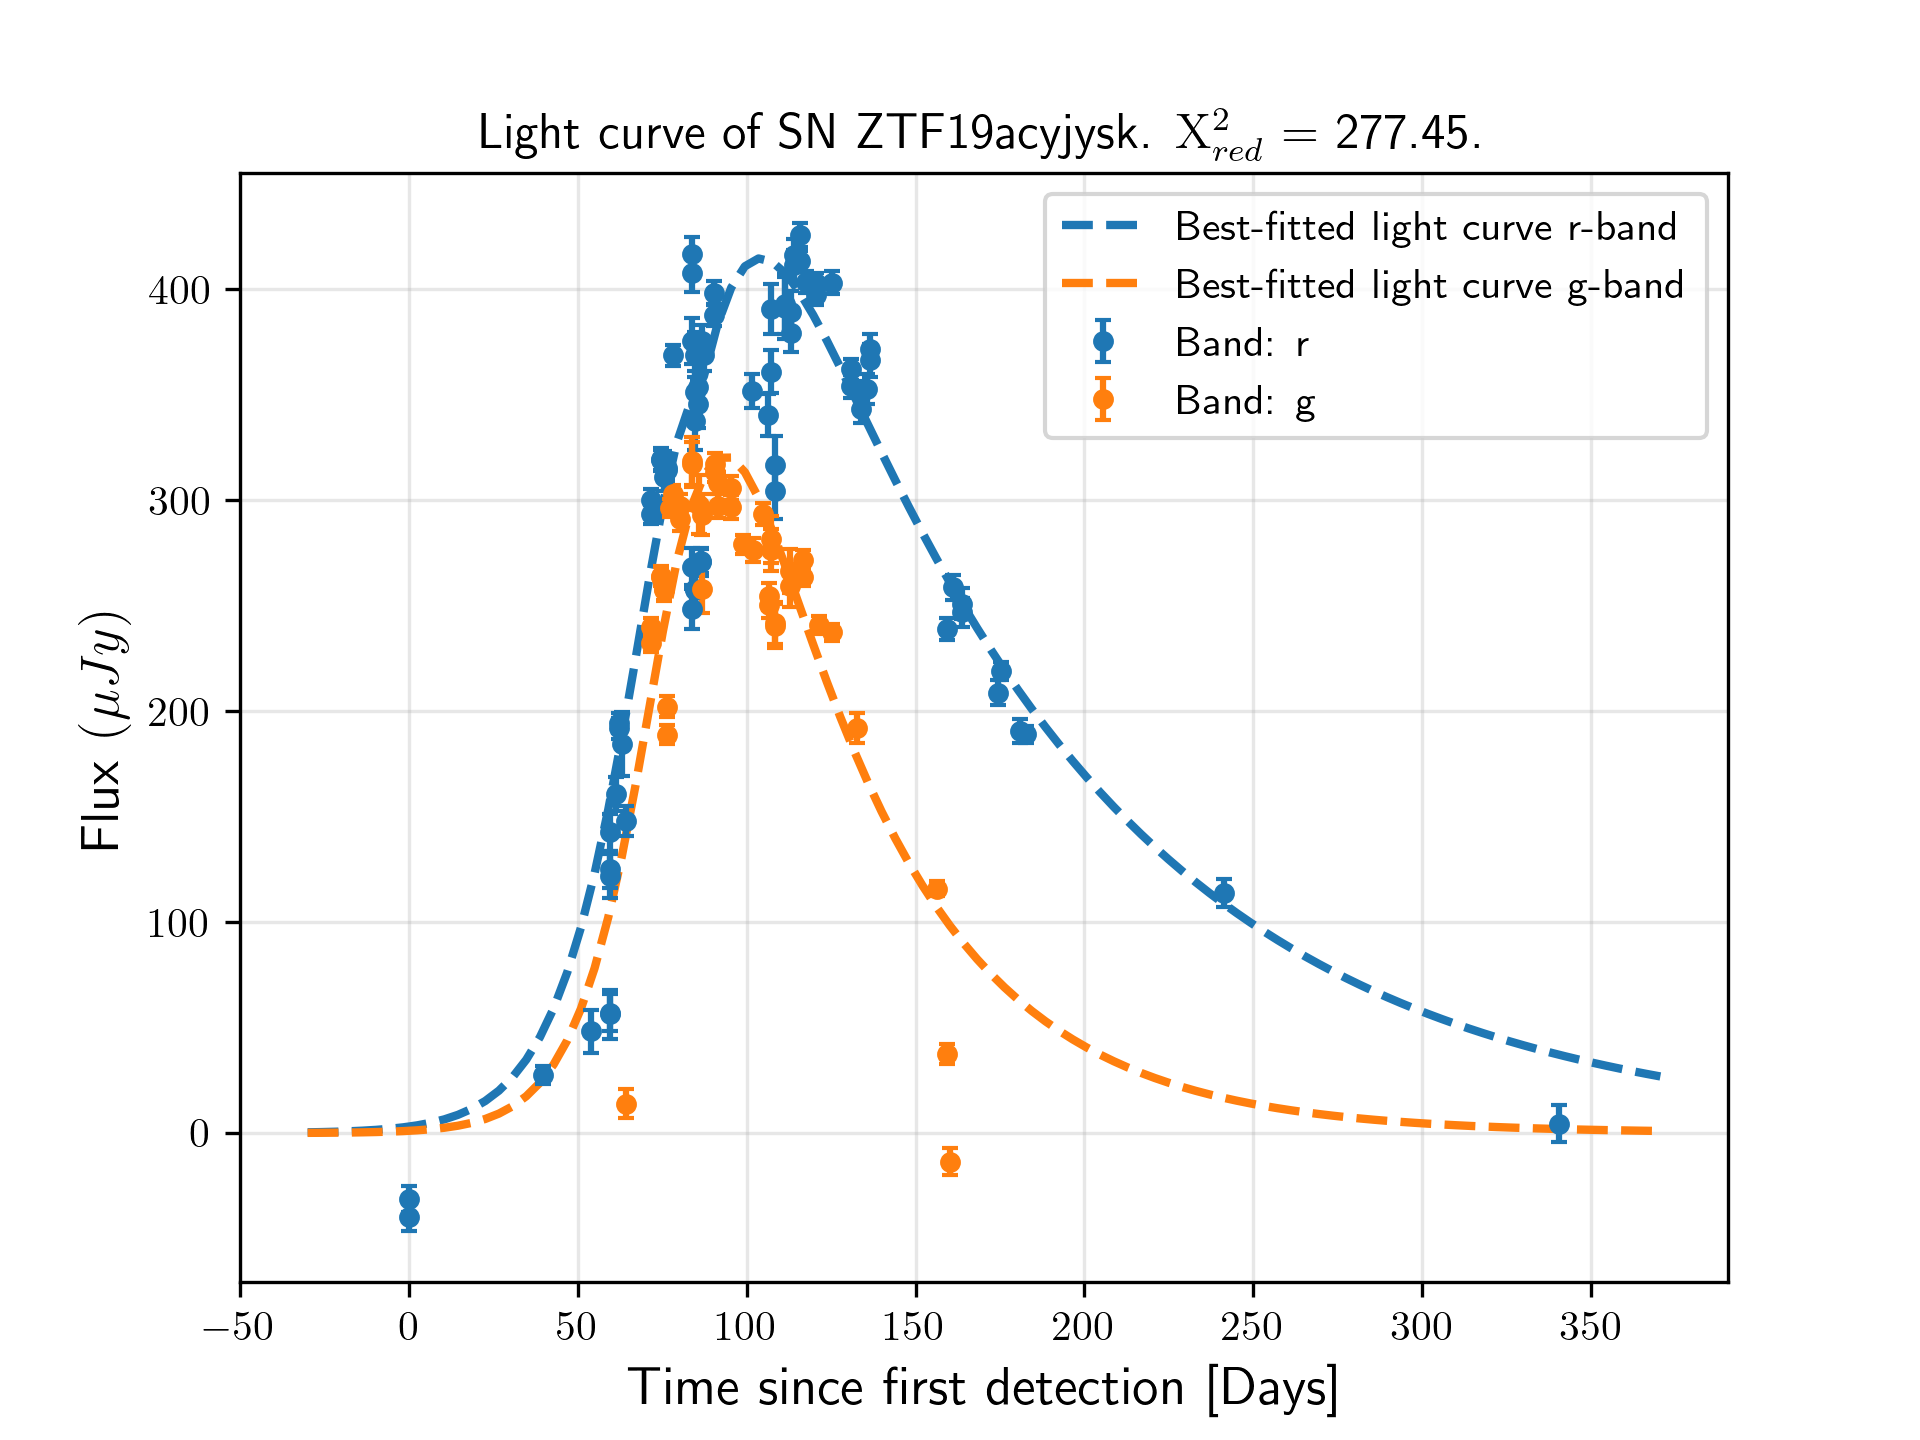 Light curve of SN ZTF19acyjysk. X²_red = 277.45.
Best-fitted light curve r-band
Best-fitted light curve g-band
Band: r
Band: g
400
300
200
100
0
Flux (μJy)
−50 0 50 100 150 200 250 300 350
Time since first detection [Days]